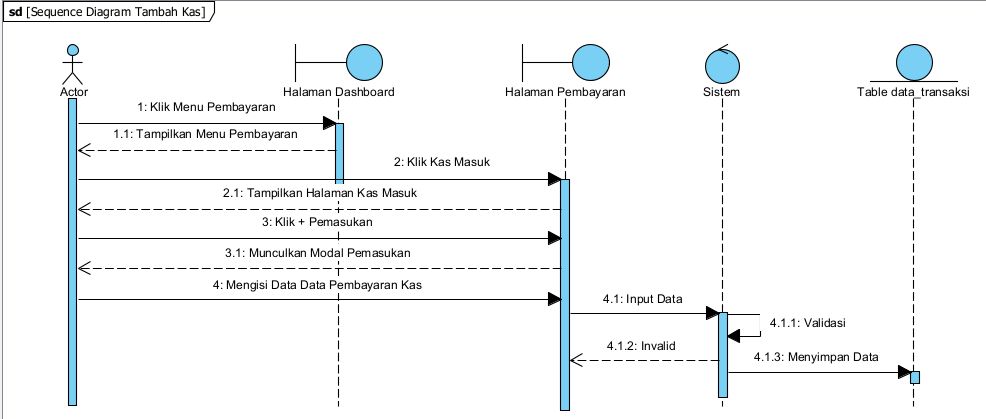 sd [Sequence Diagram Tambah Kas]
Actor
Halaman Dashboard
Halaman Pembayaran
Sistem
Table data_transaksi
1: Klik Menu Pembayaran
1.1: Tampilkan Menu Pembayaran
2: Klik Kas Masuk
2.1: Tampilkan Halaman Kas Masuk
3: Klik + Pemasukan
3.1: Munculkan Modal Pemasukan
4: Mengisi Data Data Pembayaran Kas
4.1: Input Data
4.1.1: Validasi
4.1.2: Invalid
4.1.3: Menyimpan Data